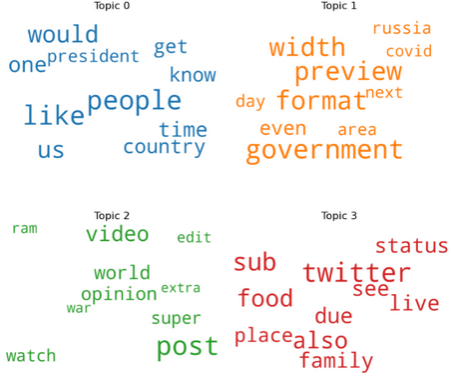 Topic 0
would
president
get
one
know
people
like
time
us
country
Topic 1
russia
width
covid
preview
next
day
format
even
area
government
Topic 2
ram
video
edit
world
opinion
extra
war
super
post
watch
Topic 3
status
sub
twitter
see
food
live
due
place
also
family